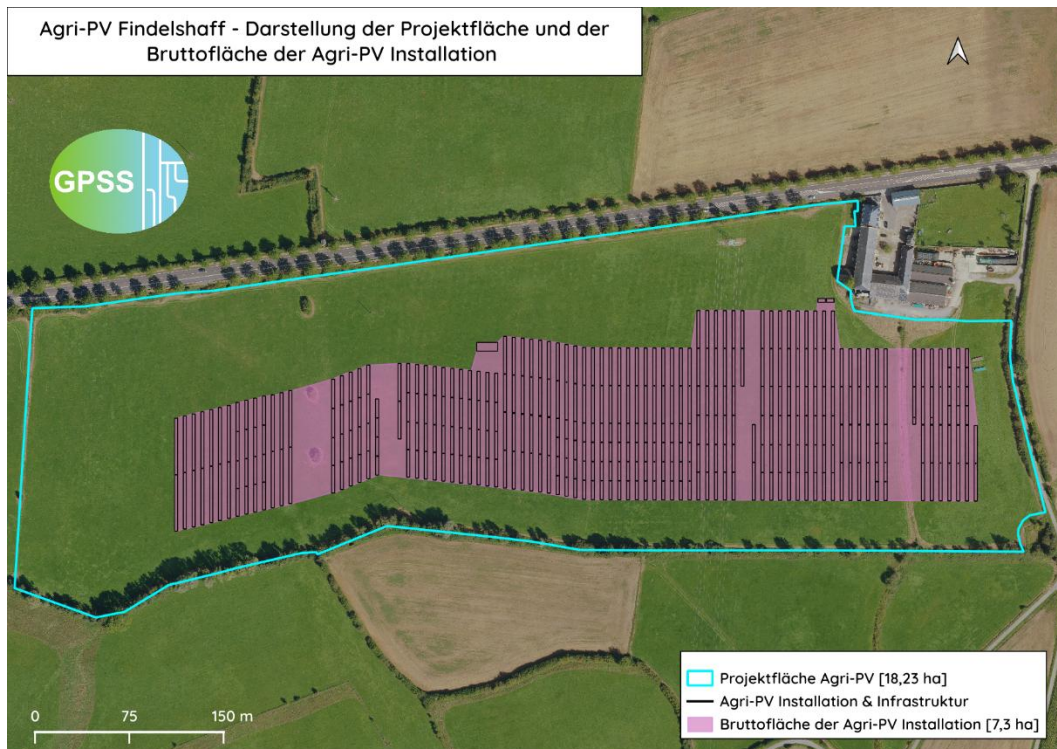 Agri-PV Findelshaff - Darstellung der Projektfläche und der
Bruttofläche der Agri-PV Installation
GPSS
Projektfläche Agri-PV [18,23 ha]
Agri-PV Installation & Infrastruktur
Bruttofläche der Agri-PV Installation [7,3 ha]
0 75 150 m